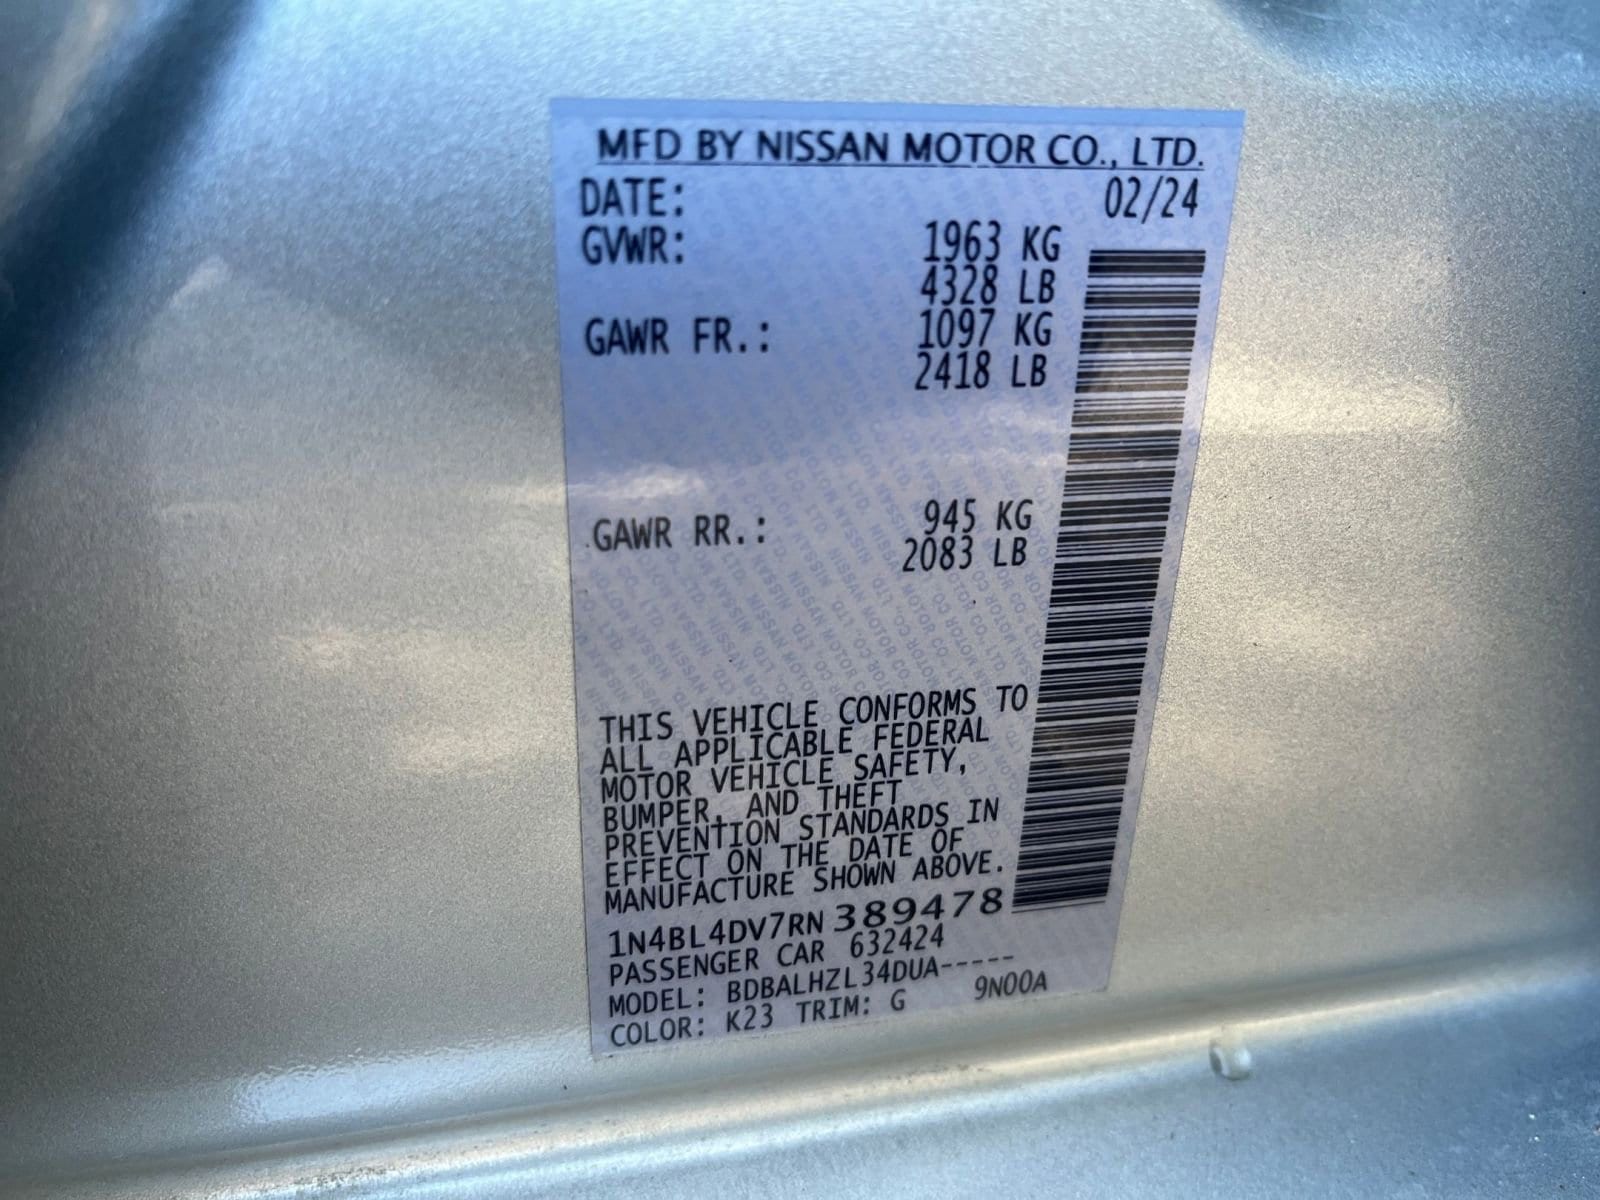 MFD BY NISSAN MOTOR CO., LTD.
DATE: 02/24
GVWR: 1963 KG
4328 LB
GAWR FR.: 1097 KG
2418 LB
GAWR RR.: 945 KG
2083 LB
THIS VEHICLE CONFORMS TO
ALL APPLICABLE FEDERAL
MOTOR VEHICLE SAFETY,
BUMPER, AND THEFT
PREVENTION STANDARDS IN
EFFECT ON THE DATE OF
MANUFACTURE SHOWN ABOVE.
1N4BL4DV7RN389478
PASSENGER CAR 632424
MODEL: BDBALHZL34DUA-----
COLOR: K23 TRIM: G 9N00A